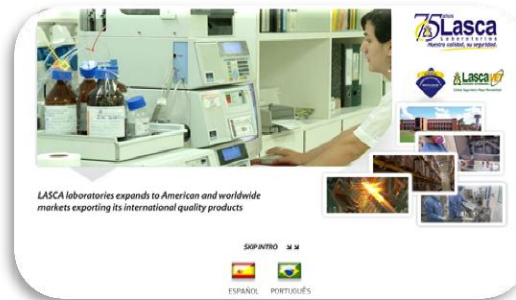 75 años
Lasca
Laboratorios
Nuestra calidad, su seguridad.
LascaVET
LASCA laboratories expands to American and worldwide
markets exporting its international quality products
SKIP INTRO
ESPAÑOL PORTUGUÊS